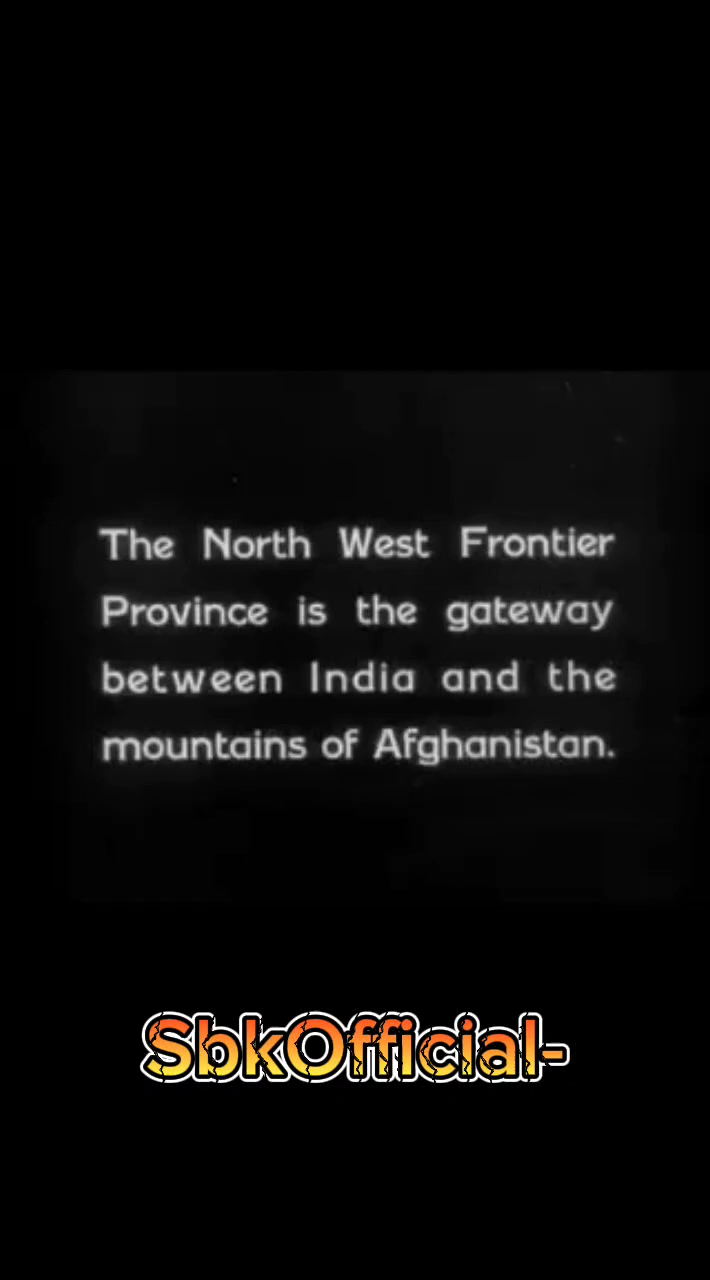 The North West Frontier
Province is the gateway
between India and the
mountains of Afghanistan.
SbkOfficial-